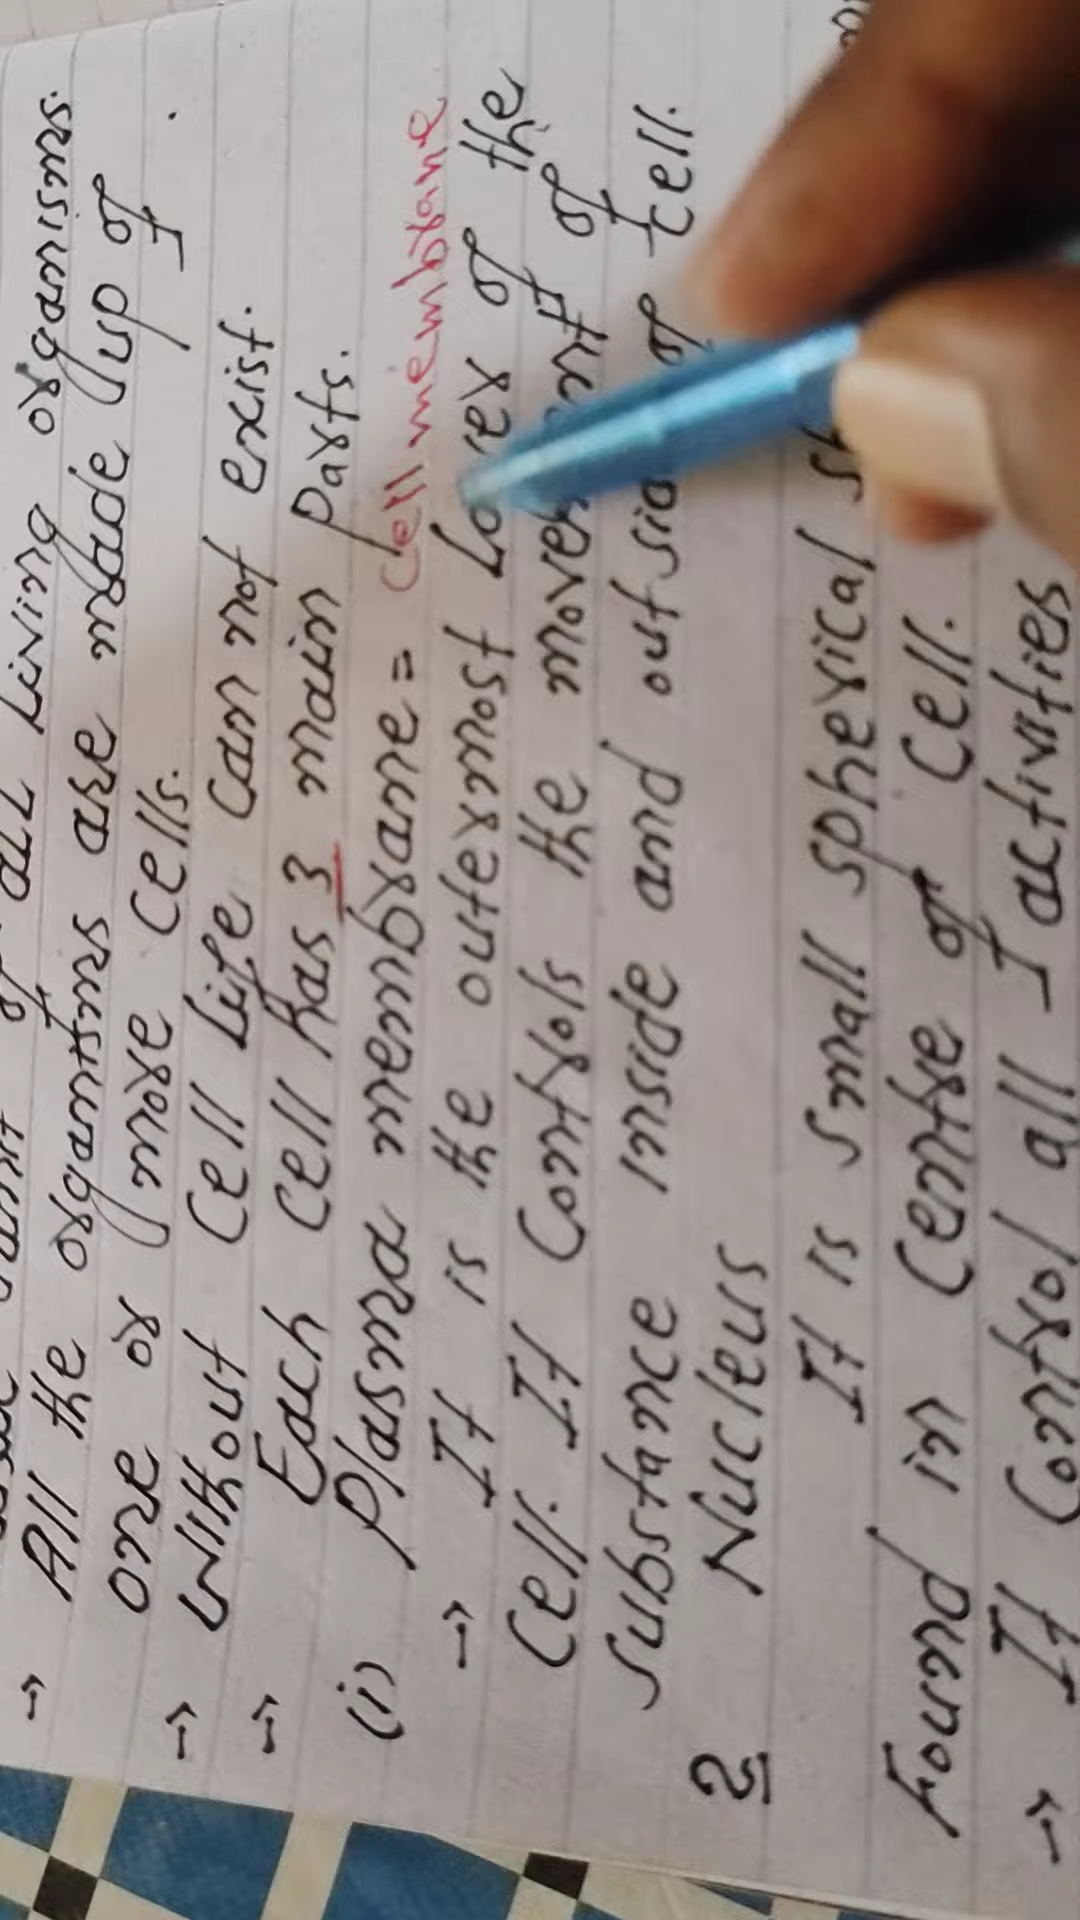 all living organisms.
→ All the organisms are made up of
one or more cells.
→ without cell life can not exist.
→ Each cell has 3 main parts.
(i) Plasma membrane = cell membrane
→ It is the outermost of the
cell. It Controls the of
substance inside and outside of cell.
2 Nucleus
It is small spherical
found in Centre of cell.
→ It Control all activities